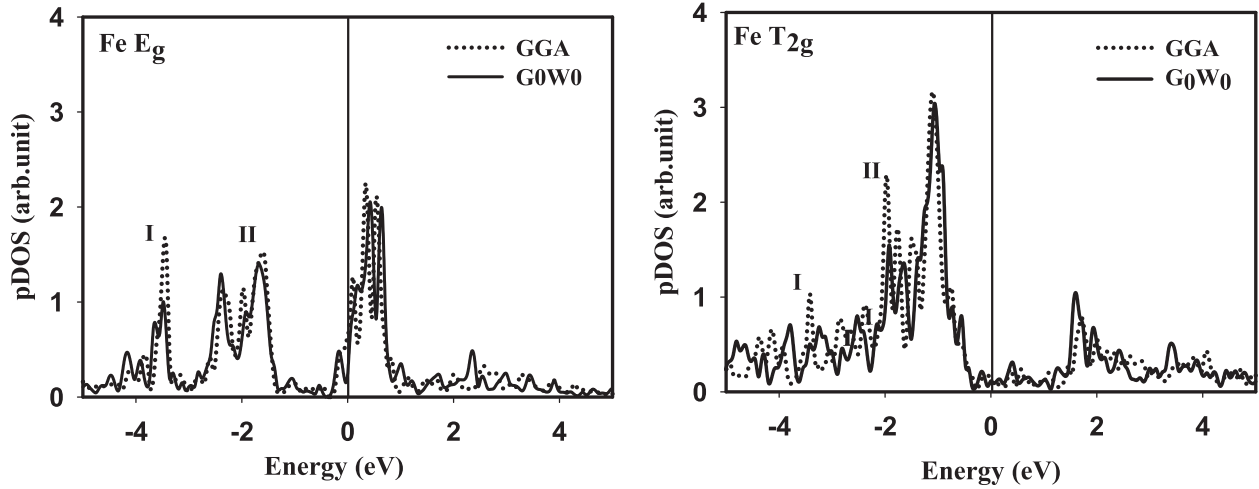 Fe Eg
GGA
G0W0
I
II
pDOS (arb.unit)
4
3
2
1
0
-4
-2
0
2
4
Energy (eV)
Fe T2g
GGA
G0W0
II
I
I
I
pDOS (arb.unit)
4
3
2
1
0
-4
-2
0
2
4
Energy (eV)